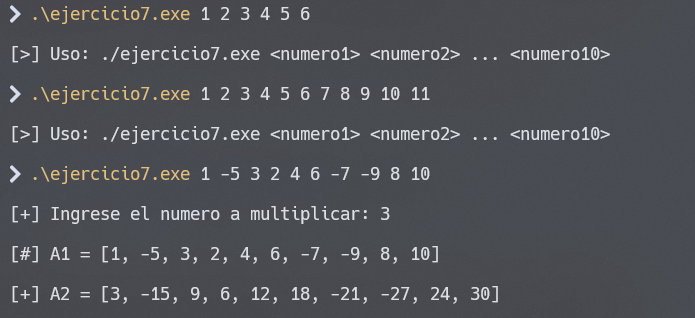 ❯ .\ejercicio7.exe 1 2 3 4 5 6
[>] Uso: ./ejercicio7.exe <numero1> <numero2> ... <numero10>
❯ .\ejercicio7.exe 1 2 3 4 5 6 7 8 9 10 11
[>] Uso: ./ejercicio7.exe <numero1> <numero2> ... <numero10>
❯ .\ejercicio7.exe 1 -5 3 2 4 6 -7 -9 8 10
[+] Ingrese el numero a multiplicar: 3
[#] A1 = [1, -5, 3, 2, 4, 6, -7, -9, 8, 10]
[+] A2 = [3, -15, 9, 6, 12, 18, -21, -27, 24, 30]